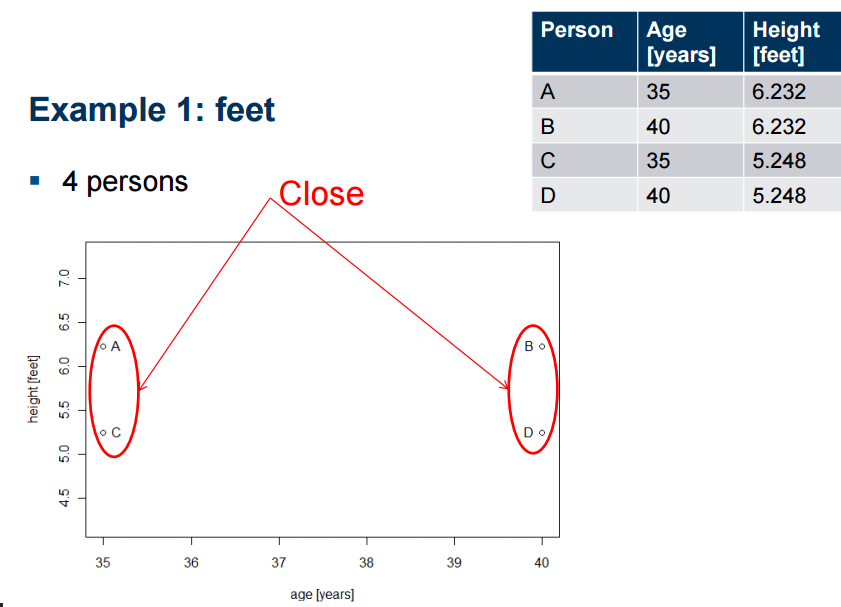 Person Age [years] Height [feet]
A 35 6.232
B 40 6.232
C 35 5.248
D 40 5.248
Example 1: feet
▪ 4 persons
Close
height [feet]
7.0
6.5
6.0
5.5
5.0
4.5
A
B
C
D
35 36 37 38 39 40
age [years]